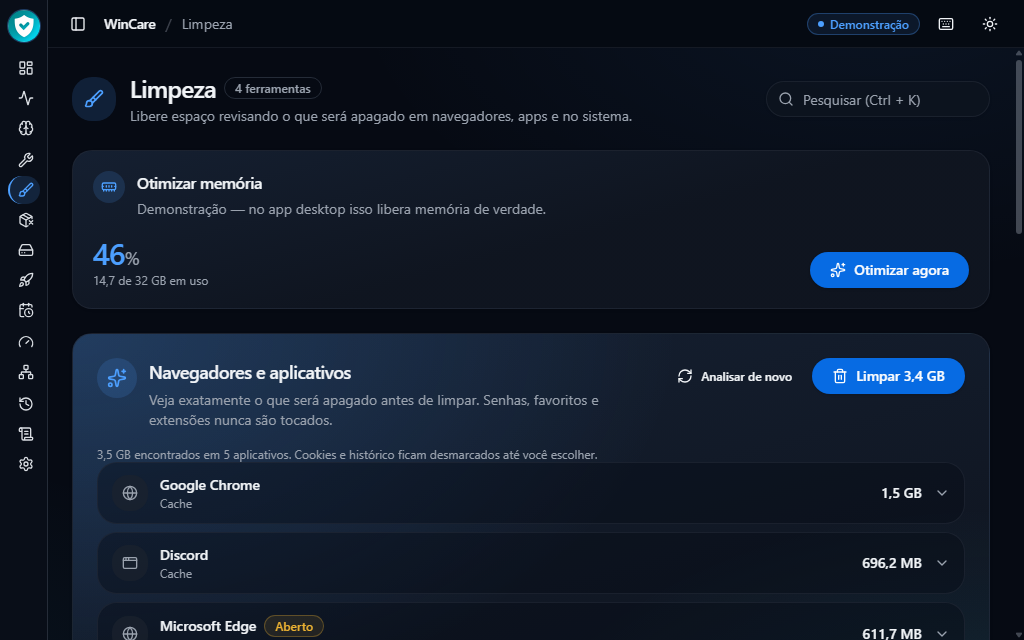 WinCare / Limpeza
Demonstração
Limpeza
4 ferramentas
Libere espaço revisando o que será apagado em navegadores, apps e no sistema.
Pesquisar (Ctrl + K)
Otimizar memória
Demonstração — no app desktop isso libera memória de verdade.
46%
14,7 de 32 GB em uso
Otimizar agora
Navegadores e aplicativos
Veja exatamente o que será apagado antes de limpar. Senhas, favoritos e
extensões nunca são tocados.
Analisar de novo
Limpar 3,4 GB
3,5 GB encontrados em 5 aplicativos. Cookies e histórico ficam desmarcados até você escolher.
Google Chrome
Cache
1,5 GB
Discord
Cache
696,2 MB
Microsoft Edge
Aberto
611,7 MB